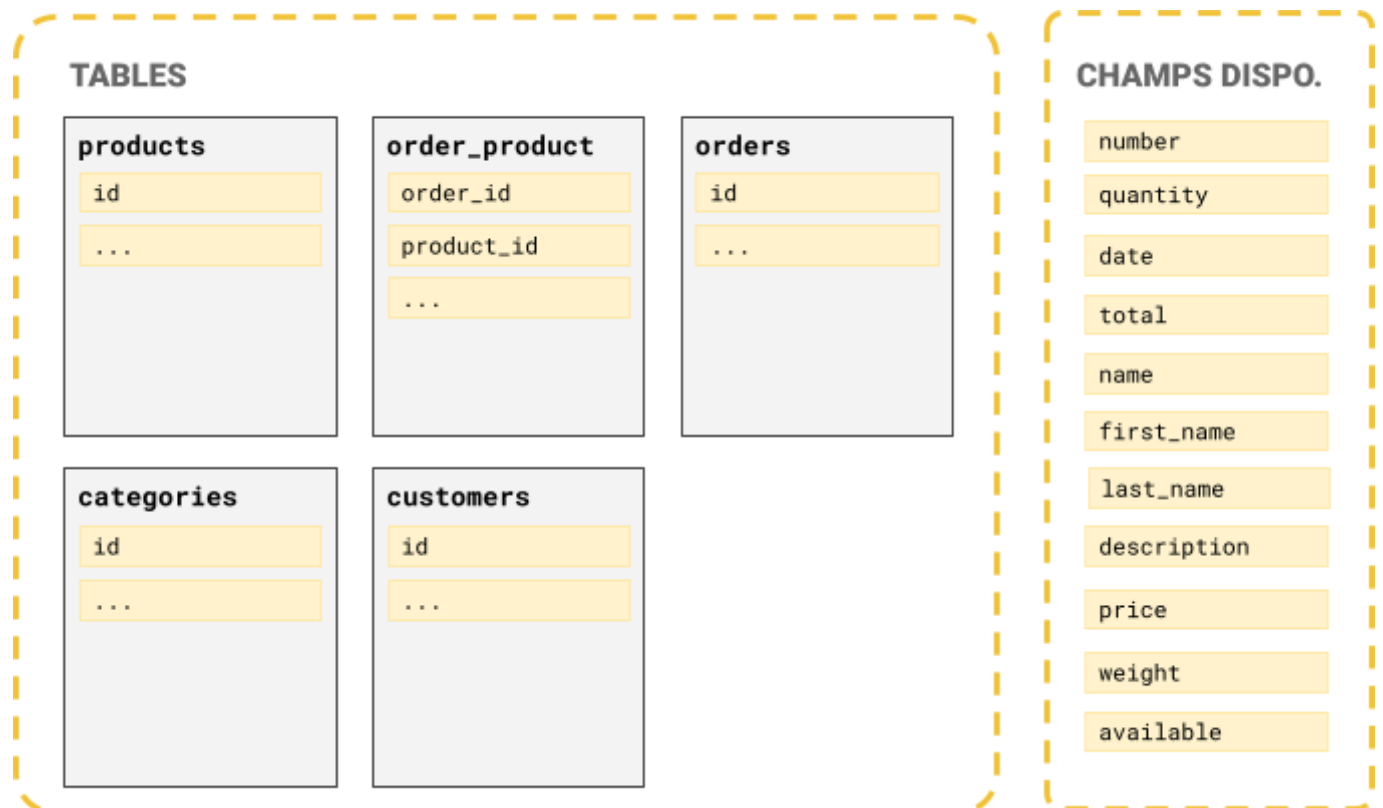 TABLES
products
id
...
order_product
order_id
product_id
...
orders
id
...
categories
id
...
customers
id
...
CHAMPS DISPO.
number
quantity
date
total
name
first_name
last_name
description
price
weight
available